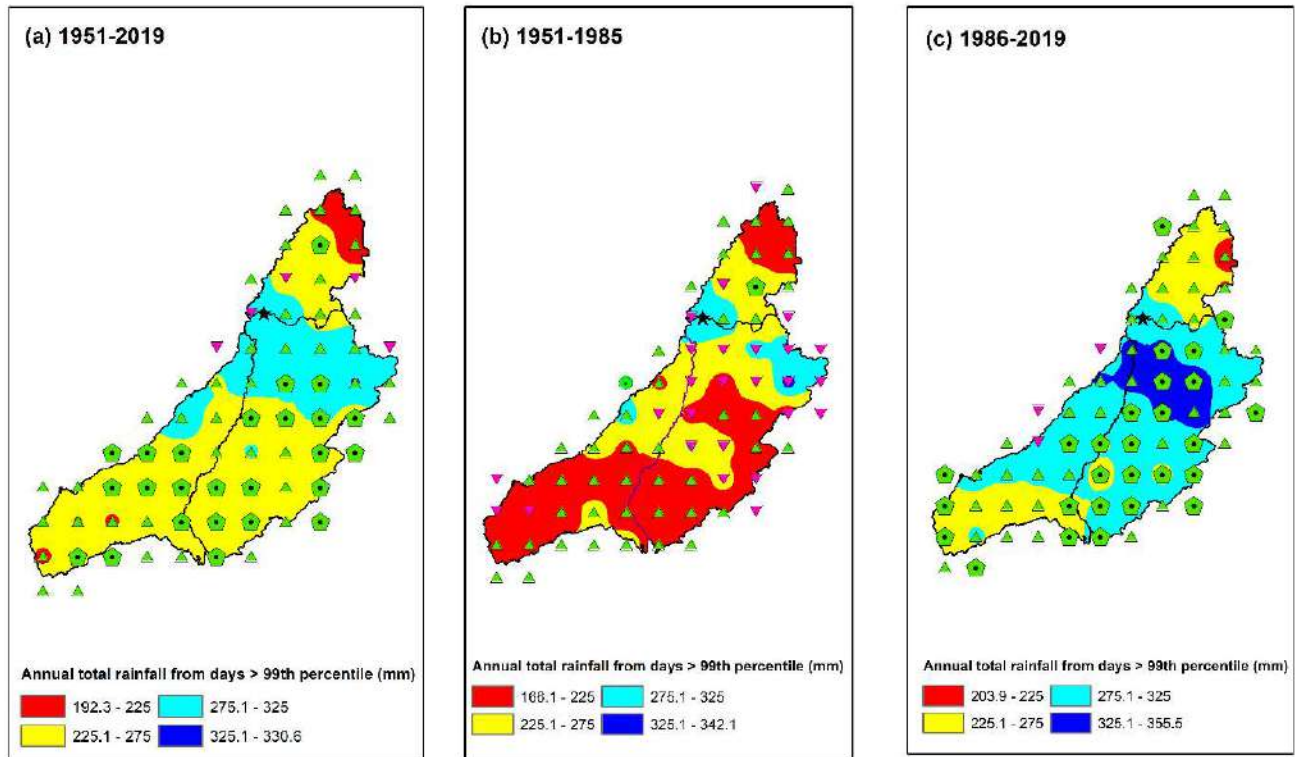 (a) 1951-2019
Annual total rainfall from days > 99th percentile (mm)
192.3 - 225
275.1 - 325
225.1 - 275
325.1 - 330.6
(b) 1951-1985
Annual total rainfall from days > 99th percentile (mm)
166.1 - 225
275.1 - 325
225.1 - 275
325.1 - 342.1
(c) 1986-2019
Annual total rainfall from days > 99th percentile (mm)
203.9 - 225
275.1 - 325
225.1 - 275
325.1 - 355.5